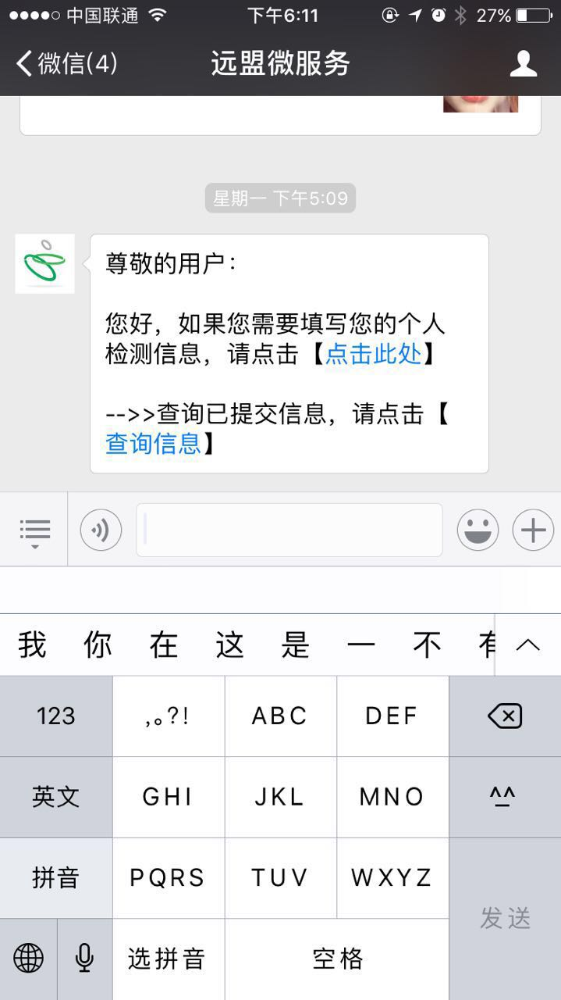 中国联通 下午6:11 27%
微信(4) 远盟微服务
星期一 下午5:09
尊敬的用户：
您好，如果您需要填写您的个人
检测信息，请点击【点击此处】
-->>查询已提交信息，请点击【
查询信息】
我 你 在 这 是 一 不 有
123 ,。?! ABC DEF
英文 GHI JKL MNO ^^
拼音 PQRS TUV WXYZ
发送
选拼音 空格